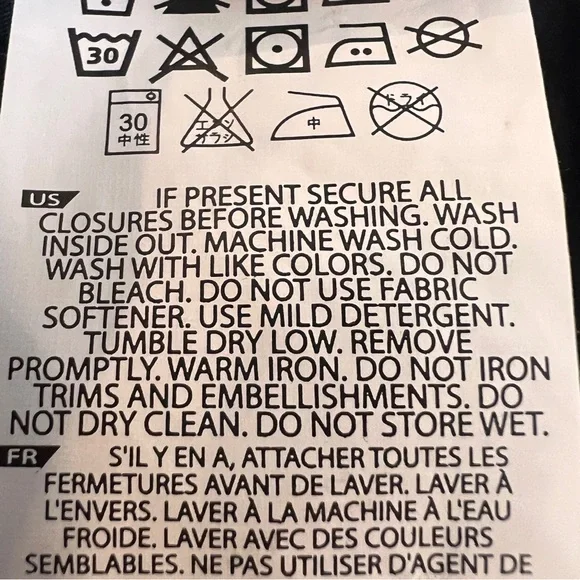 30
30
中性
エンソ
サラシ
中
ドライ
US
IF PRESENT SECURE ALL
CLOSURES BEFORE WASHING. WASH
INSIDE OUT. MACHINE WASH COLD.
WASH WITH LIKE COLORS. DO NOT
BLEACH. DO NOT USE FABRIC
SOFTENER. USE MILD DETERGENT.
TUMBLE DRY LOW. REMOVE
PROMPTLY. WARM IRON. DO NOT IRON
TRIMS AND EMBELLISHMENTS. DO
NOT DRY CLEAN. DO NOT STORE WET.
FR
S'IL Y EN A, ATTACHER TOUTES LES
FERMETURES AVANT DE LAVER. LAVER À
L'ENVERS. LAVER À LA MACHINE À L'EAU
FROIDE. LAVER AVEC DES COULEURS
SEMBLABLES. NE PAS UTILISER D'AGENT DE